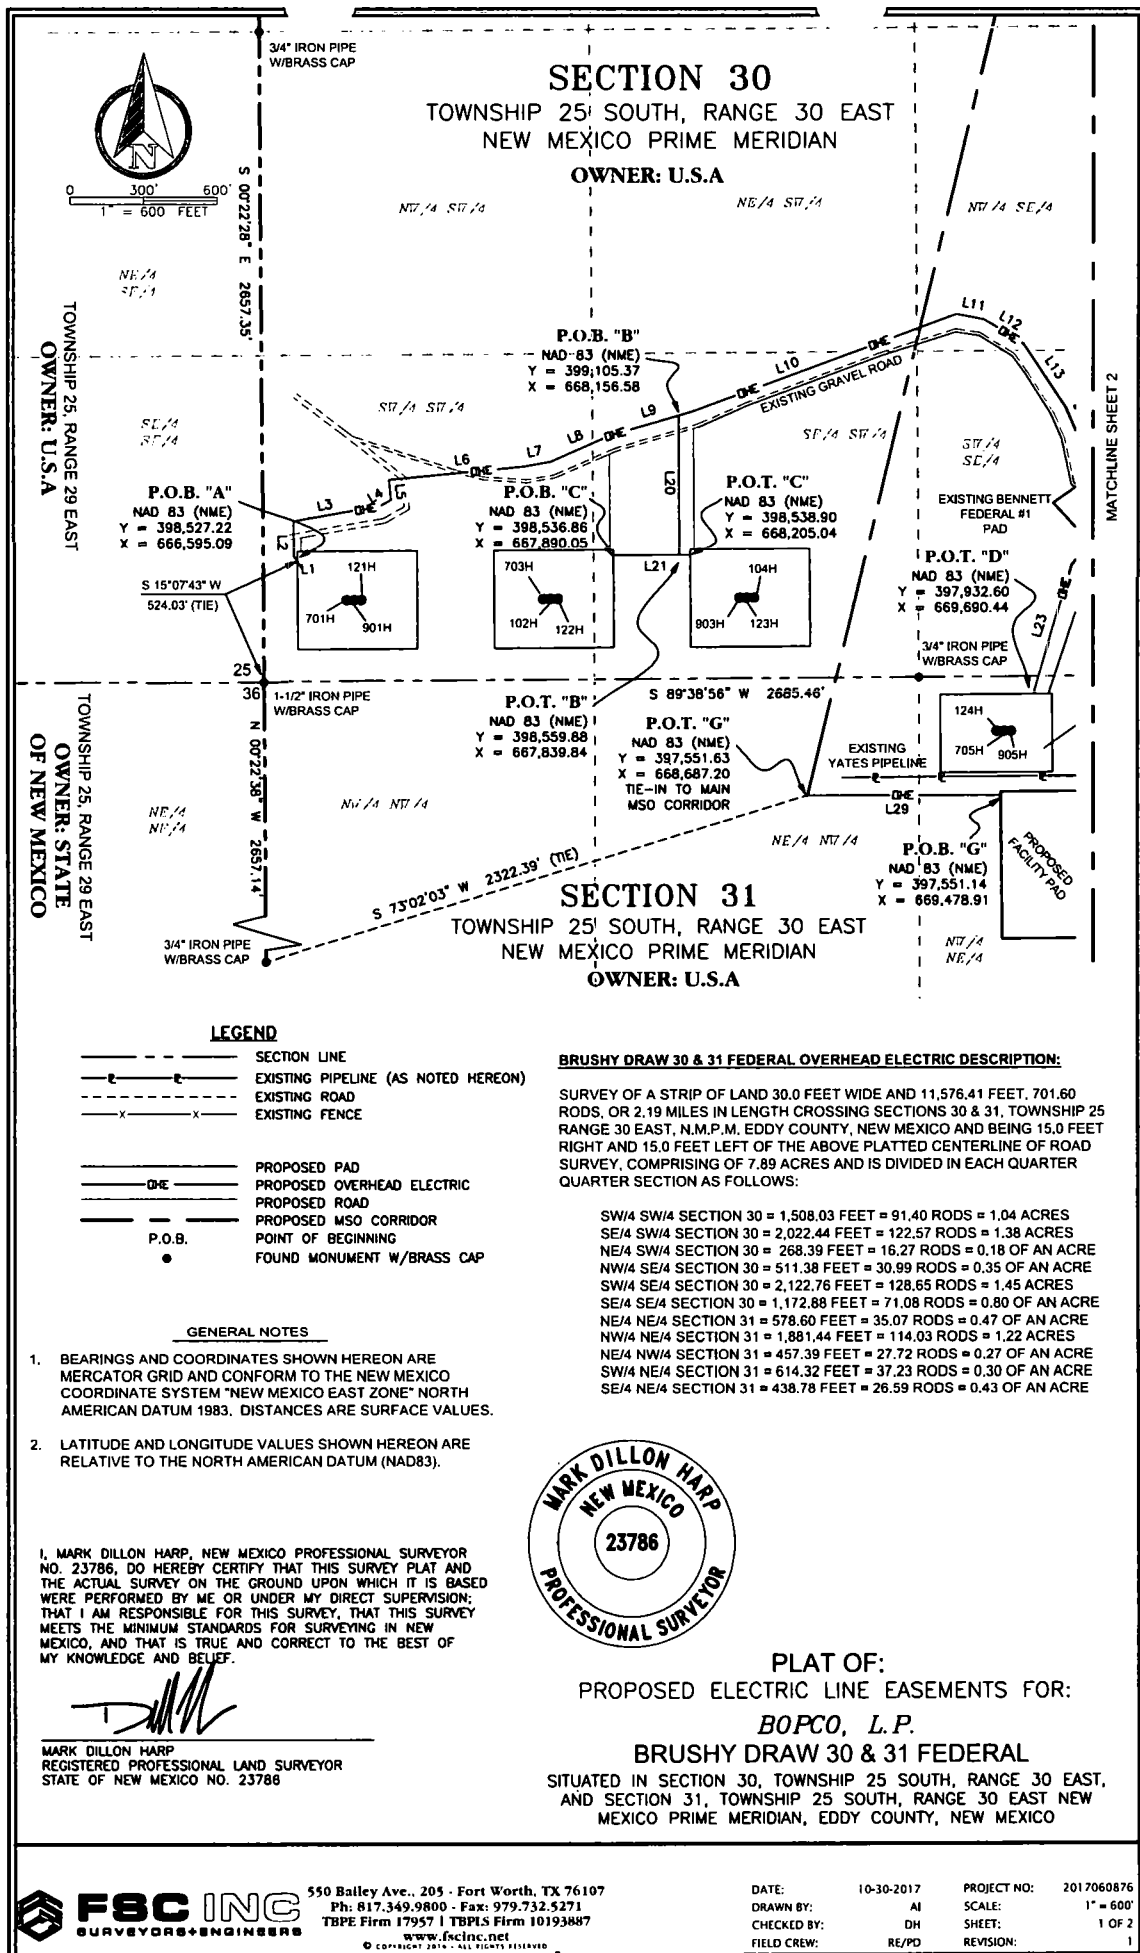 3/4" IRON PIPE
W/BRASS CAP
SECTION 30
TOWNSHIP 25 SOUTH, RANGE 30 EAST
NEW MEXICO PRIME MERIDIAN
OWNER: U.S.A
N
0 300' 600'
1" = 600 FEET
S 00°22'28" E 2657.35'
NW/4 SW/4
NE/4 SW/4
NW/4 SE/4
NE/4
SE/4
TOWNSHIP 25, RANGE 29 EAST
OWNER: U.S.A
L11
L12
L13
P.O.B. "B"
NAD 83 (NME)
Y = 399,105.37
X = 668,156.58
OHE
L10
OHE
OHE
EXISTING GRAVEL ROAD
MATCHLINE SHEET 2
SW/4 SW/4
SE/4
SE/4
L9
OHE
L8
L7
L6
OHE
SE/4 SW/4
SW/4
SE/4
L20
P.O.B. "A"
NAD 83 (NME)
Y = 398,527.22
X = 666,595.09
L3
OHE
L4
L5
L2
L1
P.O.B. "C"
NAD 83 (NME)
Y = 398,536.86
X = 667,890.05
P.O.T. "C"
NAD 83 (NME)
Y = 398,538.90
X = 668,205.04
EXISTING BENNETT
FEDERAL #1
PAD
P.O.T. "D"
NAD 83 (NME)
Y = 397,932.60
X = 669,690.44
OHE
L23
S 15°07'43" W
524.03' (TIE)
121H
701H
901H
703H
102H
122H
L21
104H
903H
123H
3/4" IRON PIPE
W/BRASS CAP
25
36
1-1/2" IRON PIPE
W/BRASS CAP
S 89°38'56" W 2685.46'
P.O.T. "B"
NAD 83 (NME)
Y = 398,559.88
X = 667,839.84
P.O.T. "G"
NAD 83 (NME)
Y = 397,551.63
X = 668,687.20
TIE-IN TO MAIN
MSO CORRIDOR
124H
705H
905H
EXISTING
YATES PIPELINE
OHE
L29
TOWNSHIP 25, RANGE 29 EAST
OWNER: STATE
OF NEW MEXICO
N 00°22'38" W 2657.14'
NE/4
NE/4
NW/4 NW/4
NE/4 NW/4
P.O.B. "G"
NAD 83 (NME)
Y = 397,551.14
X = 669,478.91
PROPOSED
FACILITY PAD
S 73°02'03" W 2322.39' (TIE)
SECTION 31
TOWNSHIP 25 SOUTH, RANGE 30 EAST
NEW MEXICO PRIME MERIDIAN
OWNER: U.S.A
3/4" IRON PIPE
W/BRASS CAP
NW/4
NE/4
LEGEND
SECTION LINE
EXISTING PIPELINE (AS NOTED HEREON)
EXISTING ROAD
X X EXISTING FENCE
PROPOSED PAD
OHE PROPOSED OVERHEAD ELECTRIC
PROPOSED ROAD
PROPOSED MSO CORRIDOR
P.O.B. POINT OF BEGINNING
FOUND MONUMENT W/BRASS CAP
GENERAL NOTES
1. BEARINGS AND COORDINATES SHOWN HEREON ARE
MERCATOR GRID AND CONFORM TO THE NEW MEXICO
COORDINATE SYSTEM "NEW MEXICO EAST ZONE" NORTH
AMERICAN DATUM 1983. DISTANCES ARE SURFACE VALUES.
2. LATITUDE AND LONGITUDE VALUES SHOWN HEREON ARE
RELATIVE TO THE NORTH AMERICAN DATUM (NAD83).
BRUSHY DRAW 30 & 31 FEDERAL OVERHEAD ELECTRIC DESCRIPTION:
SURVEY OF A STRIP OF LAND 30.0 FEET WIDE AND 11,576.41 FEET, 701.60
RODS, OR 2.19 MILES IN LENGTH CROSSING SECTIONS 30 & 31, TOWNSHIP 25
RANGE 30 EAST, N.M.P.M. EDDY COUNTY, NEW MEXICO AND BEING 15.0 FEET
RIGHT AND 15.0 FEET LEFT OF THE ABOVE PLATTED CENTERLINE OF ROAD
SURVEY, COMPRISING OF 7.89 ACRES AND IS DIVIDED IN EACH QUARTER
QUARTER SECTION AS FOLLOWS:
SW/4 SW/4 SECTION 30 = 1,508.03 FEET = 91.40 RODS = 1.04 ACRES
SE/4 SW/4 SECTION 30 = 2,022.44 FEET = 122.57 RODS = 1.38 ACRES
NE/4 SW/4 SECTION 30 = 268.39 FEET = 16.27 RODS = 0.18 OF AN ACRE
NW/4 SE/4 SECTION 30 = 511.38 FEET = 30.99 RODS = 0.35 OF AN ACRE
SW/4 SE/4 SECTION 30 = 2,122.76 FEET = 128.65 RODS = 1.45 ACRES
SE/4 SE/4 SECTION 30 = 1,172.88 FEET = 71.08 RODS = 0.80 OF AN ACRE
NE/4 NE/4 SECTION 31 = 578.60 FEET = 35.07 RODS = 0.47 OF AN ACRE
NW/4 NE/4 SECTION 31 = 1,881.44 FEET = 114.03 RODS = 1.22 ACRES
NE/4 NW/4 SECTION 31 = 457.39 FEET = 27.72 RODS = 0.27 OF AN ACRE
SW/4 NE/4 SECTION 31 = 614.32 FEET = 37.23 RODS = 0.30 OF AN ACRE
SE/4 NE/4 SECTION 31 = 438.78 FEET = 26.59 RODS = 0.43 OF AN ACRE
MARK DILLON HARP
NEW MEXICO
23786
PROFESSIONAL SURVEYOR
I, MARK DILLON HARP, NEW MEXICO PROFESSIONAL SURVEYOR
NO. 23786, DO HEREBY CERTIFY THAT THIS SURVEY PLAT AND
THE ACTUAL SURVEY ON THE GROUND UPON WHICH IT IS BASED
WERE PERFORMED BY ME OR UNDER MY DIRECT SUPERVISION;
THAT I AM RESPONSIBLE FOR THIS SURVEY, THAT THIS SURVEY
MEETS THE MINIMUM STANDARDS FOR SURVEYING IN NEW
MEXICO, AND THAT IS TRUE AND CORRECT TO THE BEST OF
MY KNOWLEDGE AND BELIEF.
MARK DILLON HARP
REGISTERED PROFESSIONAL LAND SURVEYOR
STATE OF NEW MEXICO NO. 23786
PLAT OF:
PROPOSED ELECTRIC LINE EASEMENTS FOR:
BOPCO, L.P.
BRUSHY DRAW 30 & 31 FEDERAL
SITUATED IN SECTION 30, TOWNSHIP 25 SOUTH, RANGE 30 EAST,
AND SECTION 31, TOWNSHIP 25 SOUTH, RANGE 30 EAST NEW
MEXICO PRIME MERIDIAN, EDDY COUNTY, NEW MEXICO
FSC INC
SURVEYORS+ENGINEERS
550 Bailey Ave., 205 - Fort Worth, TX 76107
Ph: 817.349.9800 - Fax: 979.732.5271
TBPE Firm 17957 | TBPLS Firm 10193887
www.fscinc.net
© COPYRIGHT 2016 - ALL RIGHTS RESERVED
DATE: 10-30-2017 PROJECT NO: 2017060876
DRAWN BY: AI SCALE: 1" = 600'
CHECKED BY: DH SHEET: 1 OF 2
FIELD CREW: RE/PD REVISION: 1